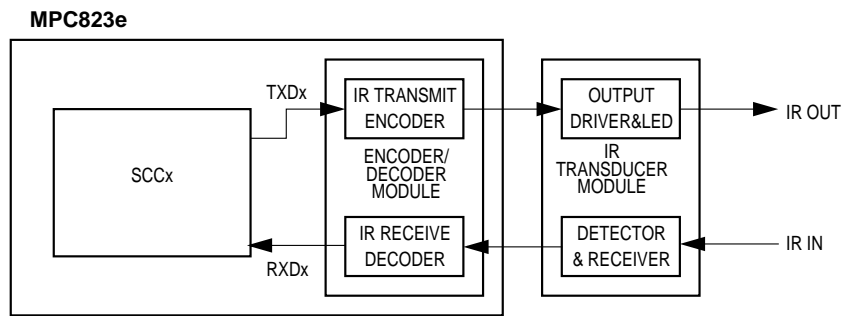 MPC823e
TXDx
IR TRANSMIT
ENCODER
OUTPUT
DRIVER&LED
IR OUT
SCCx
ENCODER/
DECODER
MODULE
IR
TRANSDUCER
MODULE
RXDx
IR RECEIVE
DECODER
DETECTOR
& RECEIVER
IR IN